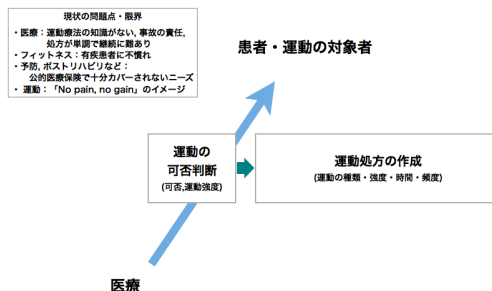 現状の問題点・限界
・医療：運動療法の知識がない, 事故の責任,
処方が単調で継続に難あり
・フィットネス：有疾患者に不慣れ
・予防, ポストリハビリなど：
公的医療保険で十分カバーされないニーズ
・ 運動：「No pain, no gain」のイメージ
患者・運動の対象者
運動の
可否判断
(可否,運動強度)
運動処方の作成
(運動の種類・強度・時間・頻度)
医療